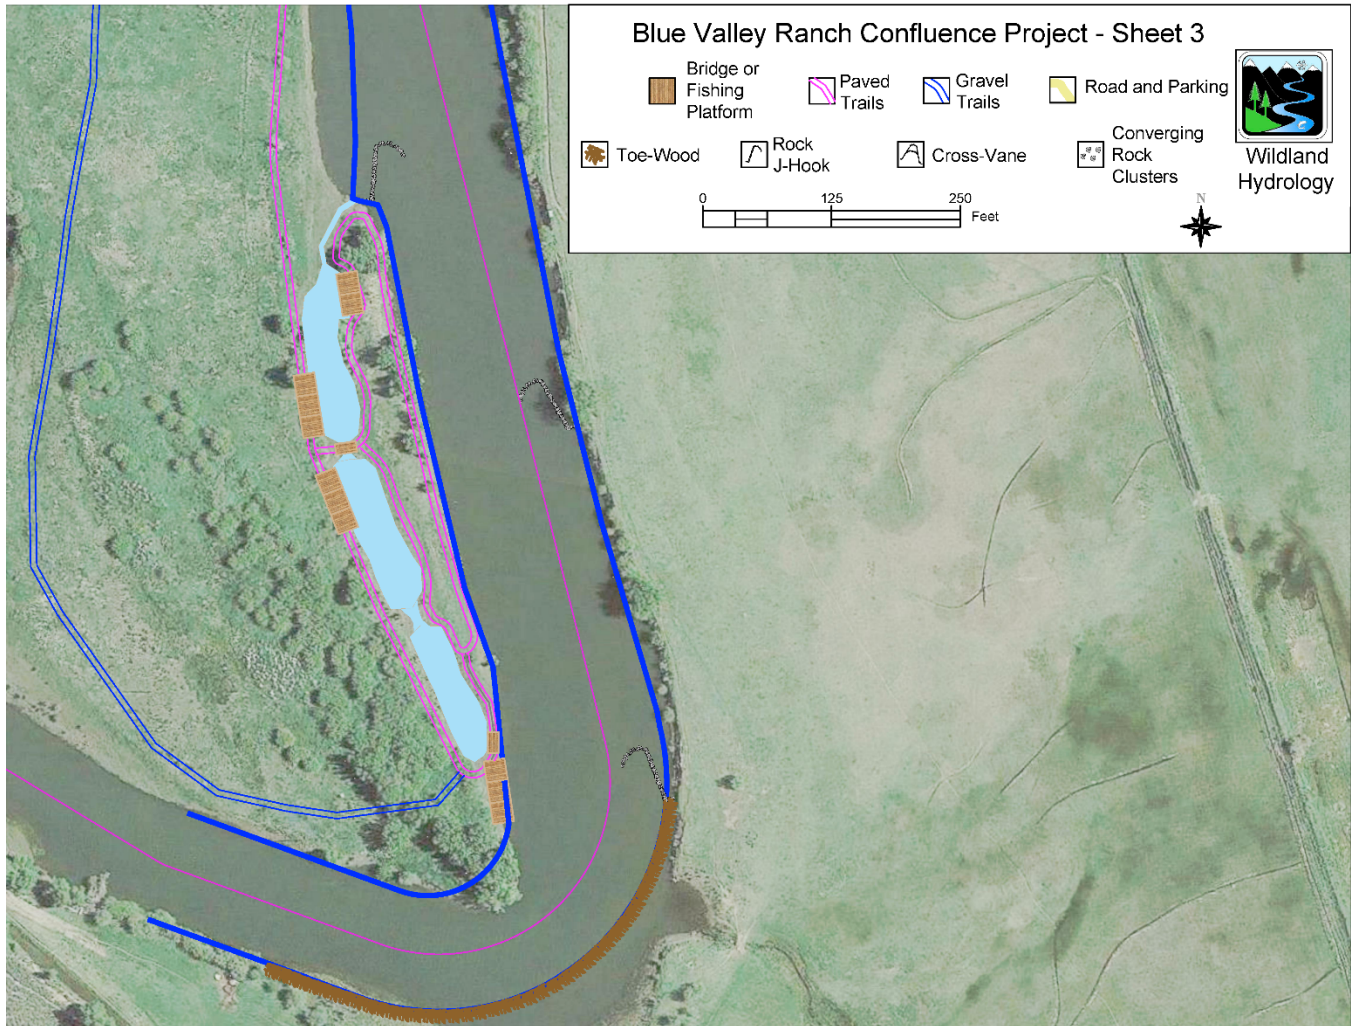 Blue Valley Ranch Confluence Project - Sheet 3
Bridge or
Fishing
Platform
Paved
Trails
Gravel
Trails
Road and Parking
Toe-Wood
Rock
J-Hook
Cross-Vane
Converging
Rock
Clusters
Wildland
Hydrology
0 125 250
Feet
N